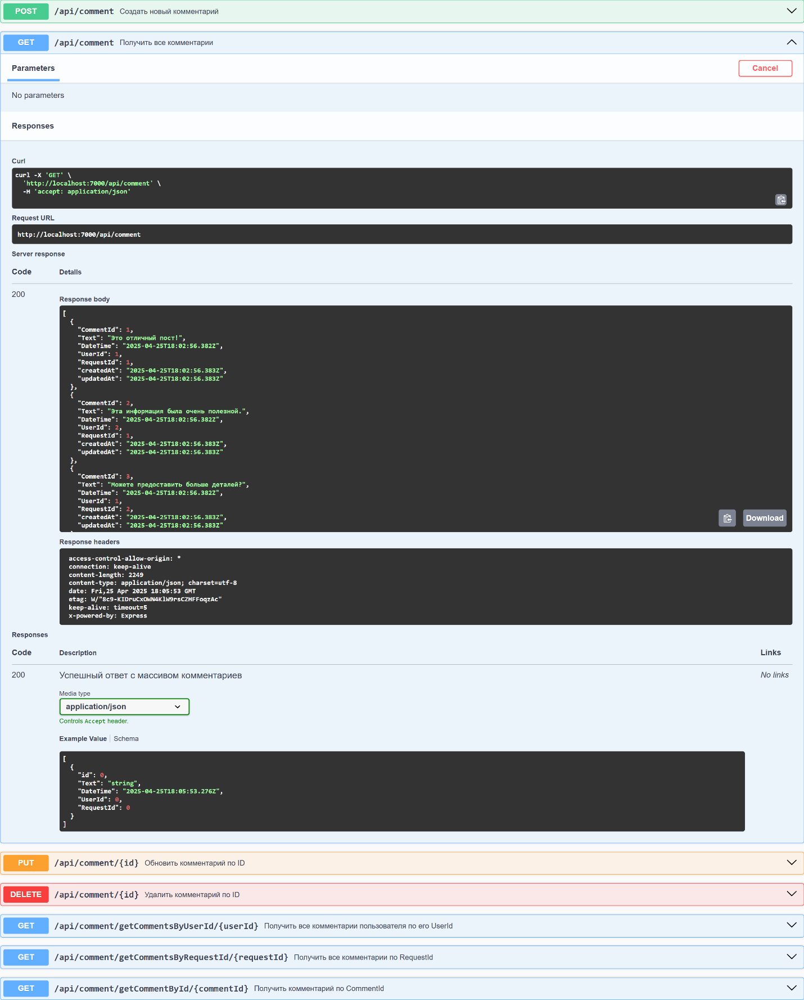 POST /api/comment Создать новый комментарий
GET /api/comment Получить все комментарии
Parameters
Cancel
No parameters
Responses
Curl
curl -X 'GET' \
'http://localhost:7000/api/comment' \
-H 'accept: application/json'
Request URL
http://localhost:7000/api/comment
Server response
Code Details
200
Response body
[
{
"CommentId": 1,
"Text": "Это отличный пост!",
"DateTime": "2025-04-25T18:02:56.382Z",
"UserId": 1,
"RequestId": 1,
"createdAt": "2025-04-25T18:02:56.383Z",
"updatedAt": "2025-04-25T18:02:56.383Z"
},
{
"CommentId": 2,
"Text": "Эта информация была очень полезной.",
"DateTime": "2025-04-25T18:02:56.382Z",
"UserId": 2,
"RequestId": 1,
"createdAt": "2025-04-25T18:02:56.383Z",
"updatedAt": "2025-04-25T18:02:56.383Z"
},
{
"CommentId": 3,
"Text": "Можете предоставить больше деталей?",
"DateTime": "2025-04-25T18:02:56.382Z",
"UserId": 1,
"RequestId": 2,
"createdAt": "2025-04-25T18:02:56.383Z",
"updatedAt": "2025-04-25T18:02:56.383Z"
Download
Response headers
access-control-allow-origin: *
connection: keep-alive
content-length: 2249
content-type: application/json; charset=utf-8
date: Fri,25 Apr 2025 18:05:53 GMT
etag: W/"8c9-KIDruCxOWN4KlW9rsCZHFFoqzAc"
keep-alive: timeout=5
x-powered-by: Express
Responses
Code Description Links
200 Успешный ответ с массивом комментариев No links
Media type
application/json
Controls Accept header.
Example Value Schema
[
{
"id": 0,
"Text": "string",
"DateTime": "2025-04-25T18:05:53.276Z",
"UserId": 0,
"RequestId": 0
}
]
PUT /api/comment/{id} Обновить комментарий по ID
DELETE /api/comment/{id} Удалить комментарий по ID
GET /api/comment/getCommentsByUserId/{userId} Получить все комментарии пользователя по его UserId
GET /api/comment/getCommentsByRequestId/{requestId} Получить все комментарии по RequestId
GET /api/comment/getCommentById/{commentId} Получить комментарий по CommentId